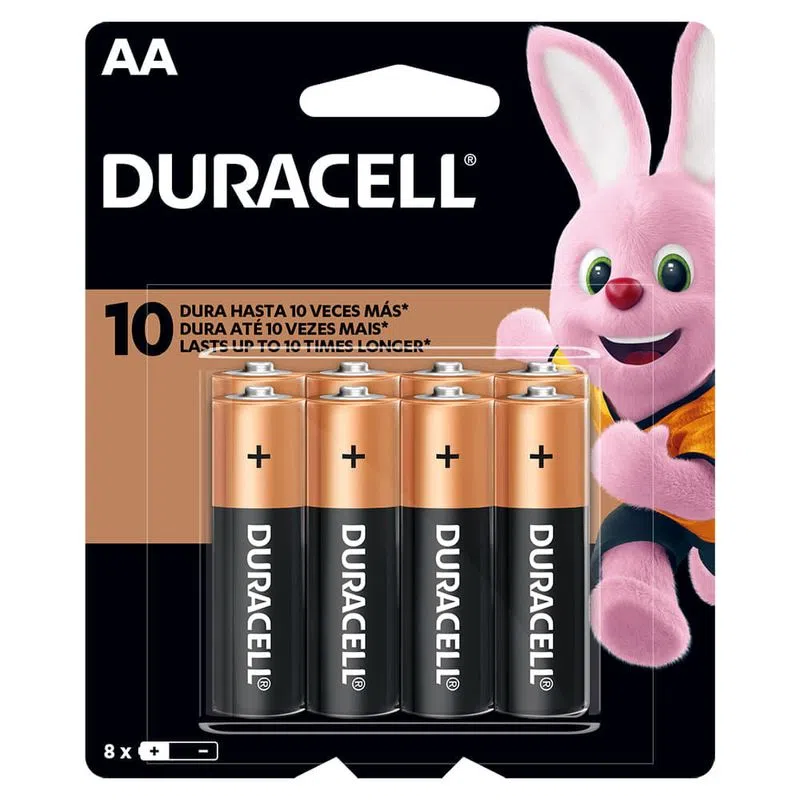 AA
DURACELL®
10
DURA HASTA 10 VECES MÁS*
DURA ATÉ 10 VEZES MAIS*
LASTS UP TO 10 TIMES LONGER*
+
+
+
+
DURACELL®
DURACELL®
DURACELL®
DURACELL®
8 x + -